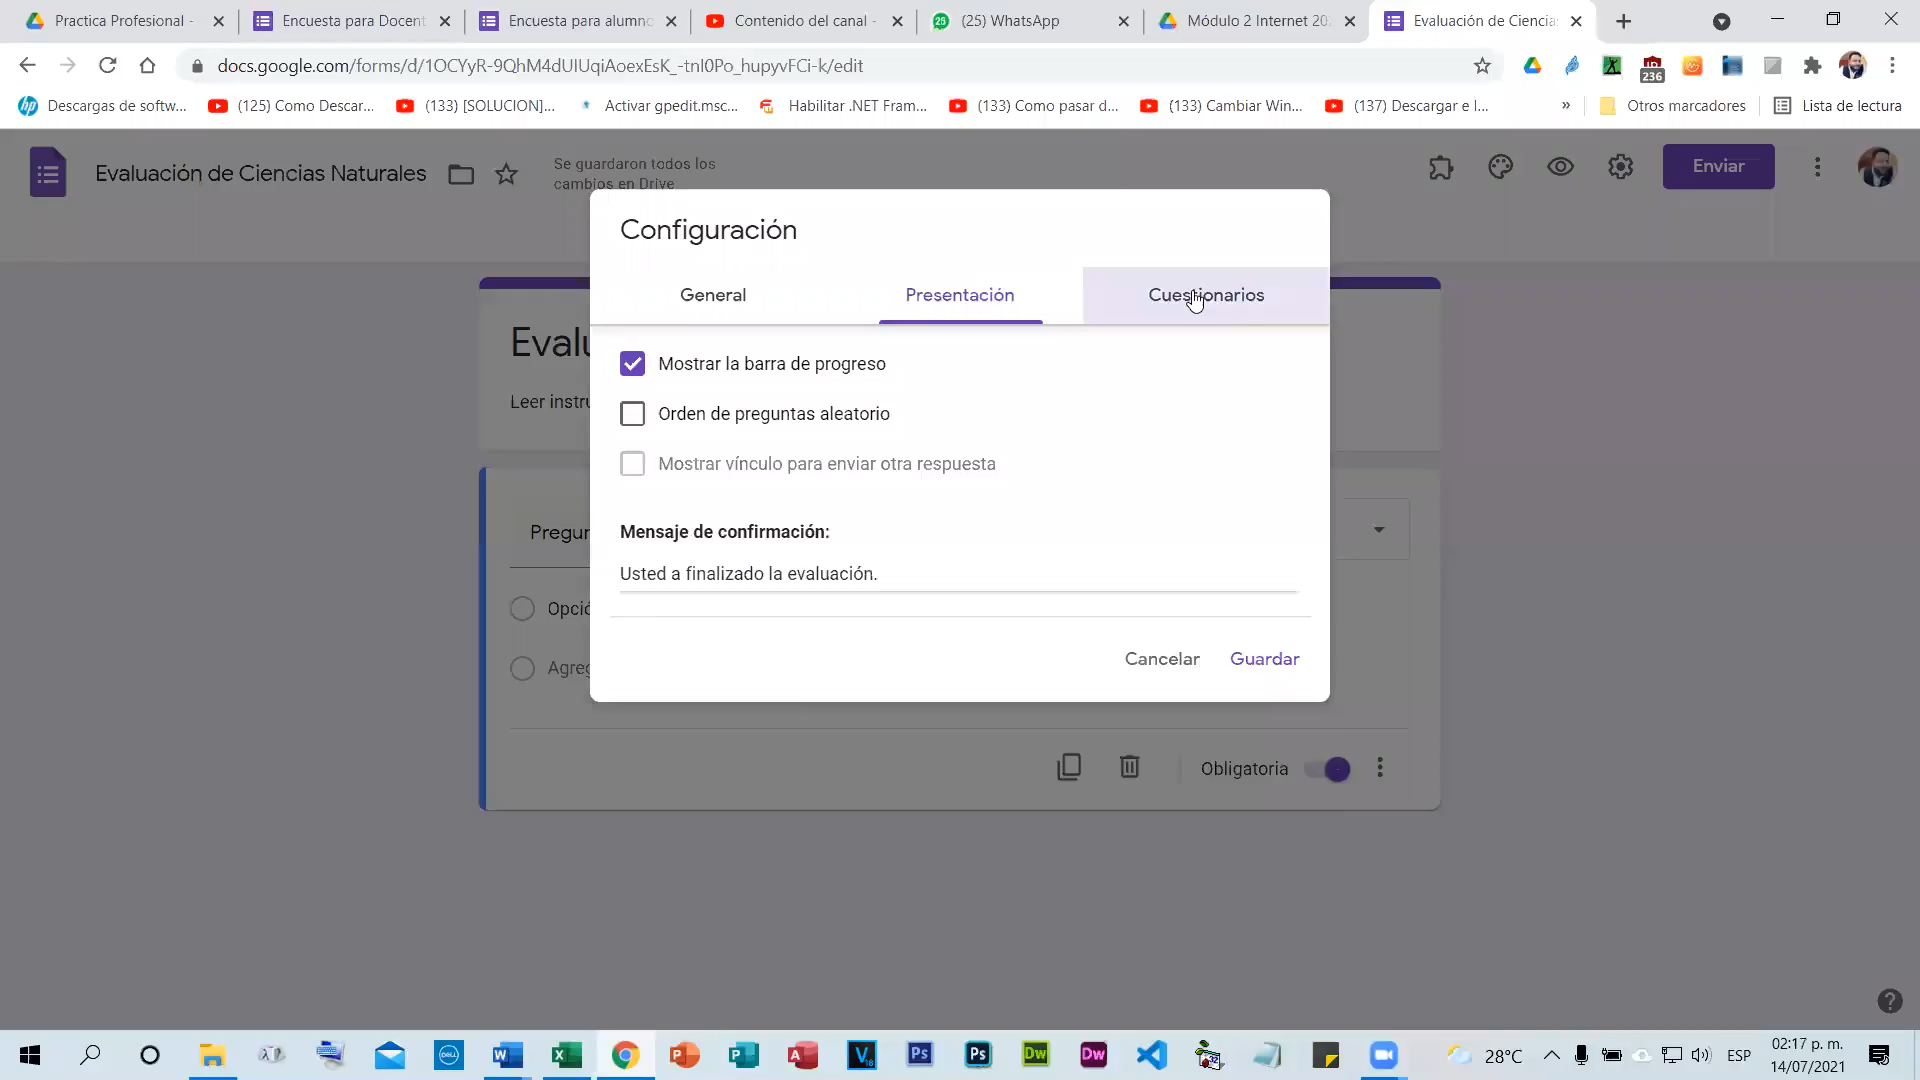 Practica Profesional -
Encuesta para Docent
Encuesta para alumno
Contenido del canal -
(25) WhatsApp
Módulo 2 Internet 20
Evaluación de Ciencia
docs.google.com/forms/d/1OCYyR-9QhM4dUIUqiAoexEsK_-tnI0Po_hupyvFCi-k/edit
236
Descargas de softw...
(125) Como Descar...
(133) [SOLUCION]...
Activar gpedit.msc...
Habilitar .NET Fram...
(133) Como pasar d...
(133) Cambiar Win...
(137) Descargar e I...
»
Otros marcadores
Lista de lectura
Evaluación de Ciencias Naturales
Se guardaron todos los
cambios en Drive
Enviar
Configuración
General
Presentación
Cuestionarios
Evalu
Leer instru
Mostrar la barra de progreso
Orden de preguntas aleatorio
Mostrar vínculo para enviar otra respuesta
Pregun
Mensaje de confirmación:
Usted a finalizado la evaluación.
Opció
Agreg
Cancelar
Guardar
Obligatoria
28°C
ESP
02:17 p. m.
14/07/2021